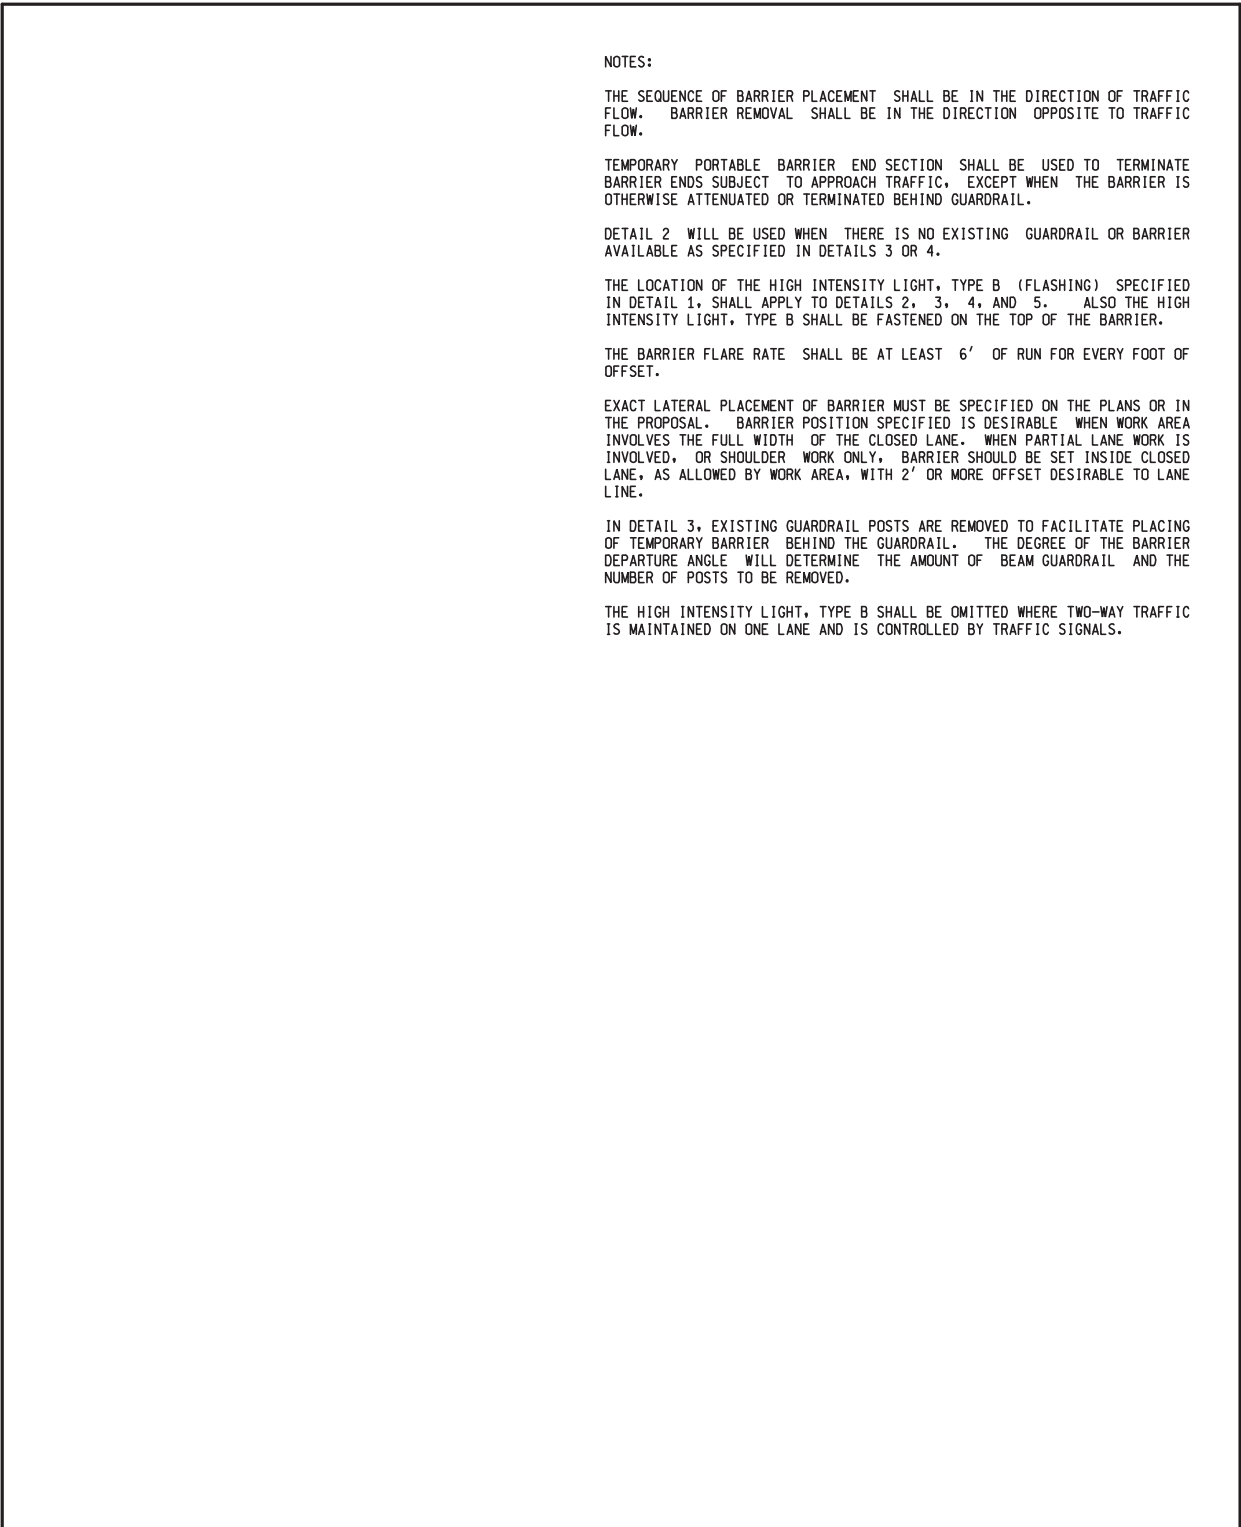 NOTES:
THE SEQUENCE OF BARRIER PLACEMENT SHALL BE IN THE DIRECTION OF TRAFFIC
FLOW. BARRIER REMOVAL SHALL BE IN THE DIRECTION OPPOSITE TO TRAFFIC
FLOW.
TEMPORARY PORTABLE BARRIER END SECTION SHALL BE USED TO TERMINATE
BARRIER ENDS SUBJECT TO APPROACH TRAFFIC, EXCEPT WHEN THE BARRIER IS
OTHERWISE ATTENUATED OR TERMINATED BEHIND GUARDRAIL.
DETAIL 2 WILL BE USED WHEN THERE IS NO EXISTING GUARDRAIL OR BARRIER
AVAILABLE AS SPECIFIED IN DETAILS 3 OR 4.
THE LOCATION OF THE HIGH INTENSITY LIGHT, TYPE B (FLASHING) SPECIFIED
IN DETAIL 1, SHALL APPLY TO DETAILS 2, 3, 4, AND 5. ALSO THE HIGH
INTENSITY LIGHT, TYPE B SHALL BE FASTENED ON THE TOP OF THE BARRIER.
THE BARRIER FLARE RATE SHALL BE AT LEAST 6' OF RUN FOR EVERY FOOT OF
OFFSET.
EXACT LATERAL PLACEMENT OF BARRIER MUST BE SPECIFIED ON THE PLANS OR IN
THE PROPOSAL. BARRIER POSITION SPECIFIED IS DESIRABLE WHEN WORK AREA
INVOLVES THE FULL WIDTH OF THE CLOSED LANE. WHEN PARTIAL LANE WORK IS
INVOLVED, OR SHOULDER WORK ONLY, BARRIER SHOULD BE SET INSIDE CLOSED
LANE, AS ALLOWED BY WORK AREA, WITH 2' OR MORE OFFSET DESIRABLE TO LANE
LINE.
IN DETAIL 3, EXISTING GUARDRAIL POSTS ARE REMOVED TO FACILITATE PLACING
OF TEMPORARY BARRIER BEHIND THE GUARDRAIL. THE DEGREE OF THE BARRIER
DEPARTURE ANGLE WILL DETERMINE THE AMOUNT OF BEAM GUARDRAIL AND THE
NUMBER OF POSTS TO BE REMOVED.
THE HIGH INTENSITY LIGHT, TYPE B SHALL BE OMITTED WHERE TWO-WAY TRAFFIC
IS MAINTAINED ON ONE LANE AND IS CONTROLLED BY TRAFFIC SIGNALS.